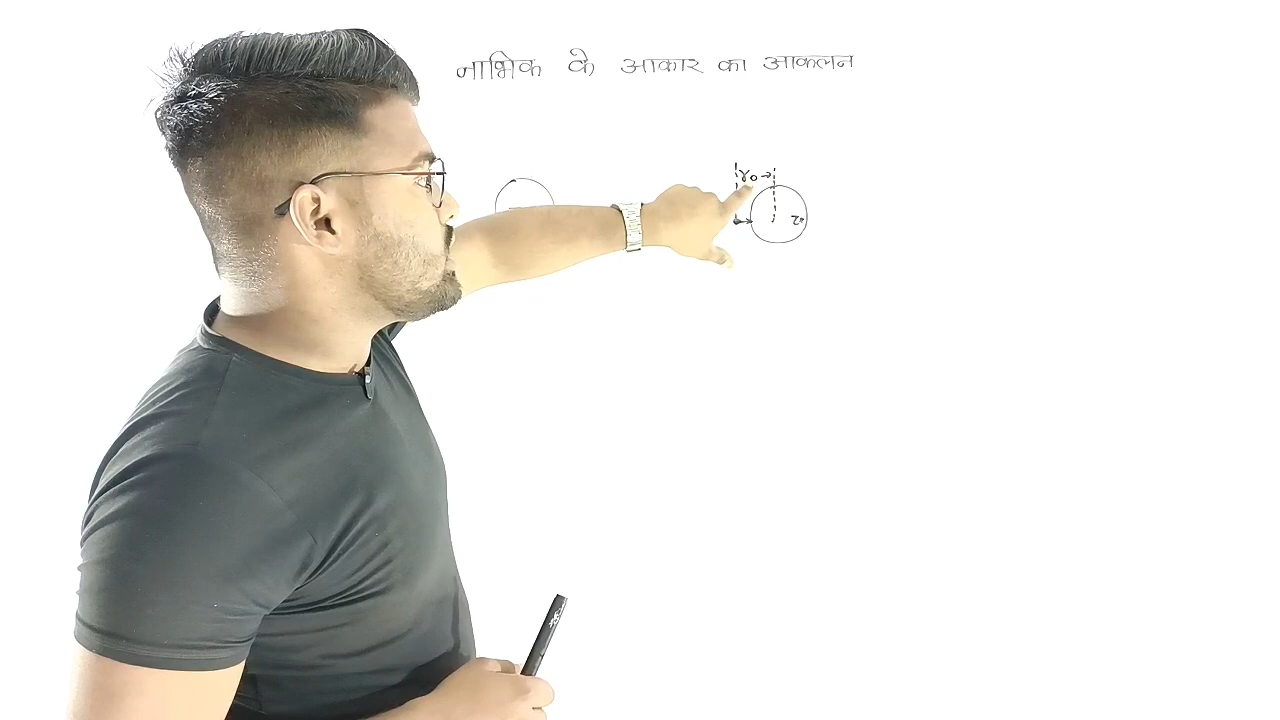 नाभिक के आकार का आकलन
r₀